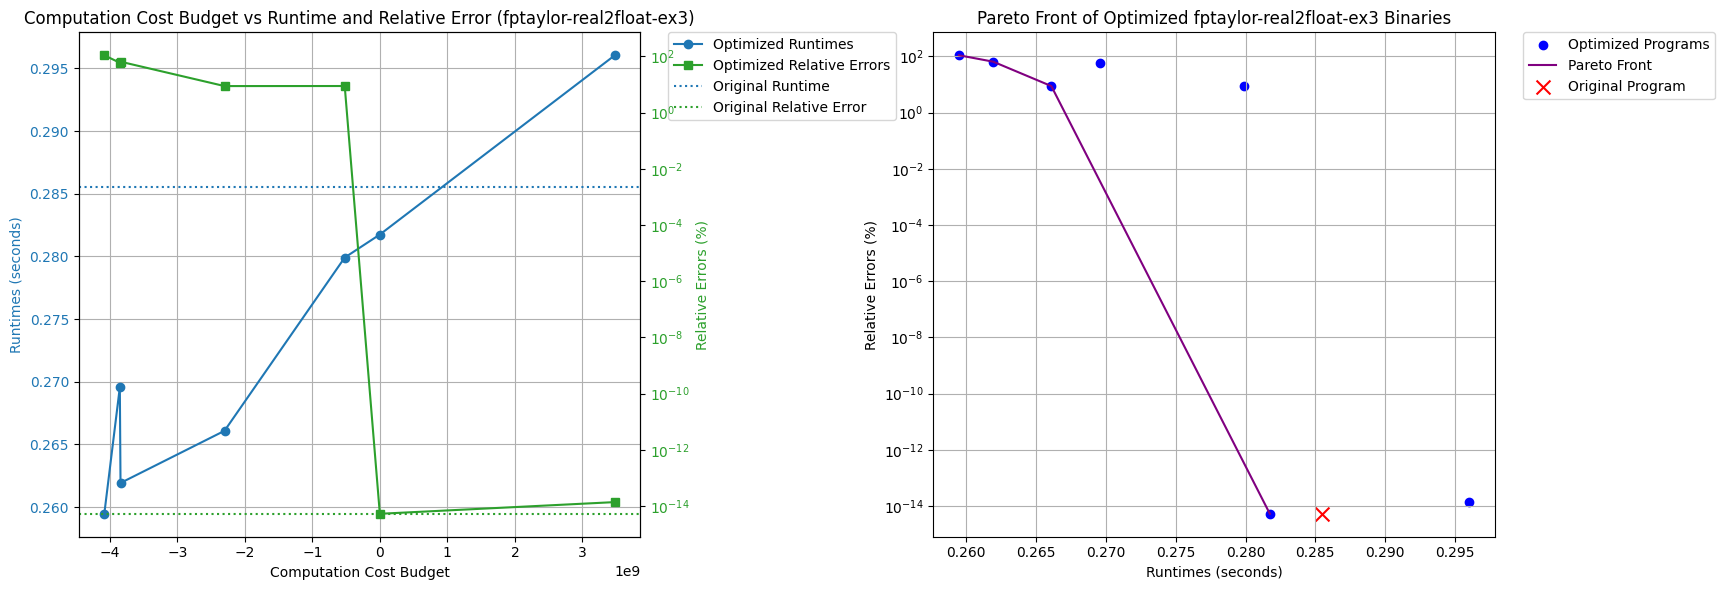 Computation Cost Budget vs Runtime and Relative Error (fptaylor-real2float-ex3)
0.295
0.290
0.285
0.280
0.275
0.270
0.265
0.260
Runtimes (seconds)
−4
−3
−2
−1
0
1
2
3
1e9
Computation Cost Budget
10^2
10^0
10^−2
10^−4
10^−6
10^−8
10^−10
10^−12
10^−14
Relative Errors (%)
Optimized Runtimes
Optimized Relative Errors
Original Runtime
Original Relative Error
Pareto Front of Optimized fptaylor-real2float-ex3 Binaries
10^2
10^0
10^−2
10^−4
10^−6
10^−8
10^−10
10^−12
10^−14
Relative Errors (%)
0.260
0.265
0.270
0.275
0.280
0.285
0.290
0.295
Runtimes (seconds)
Optimized Programs
Pareto Front
Original Program